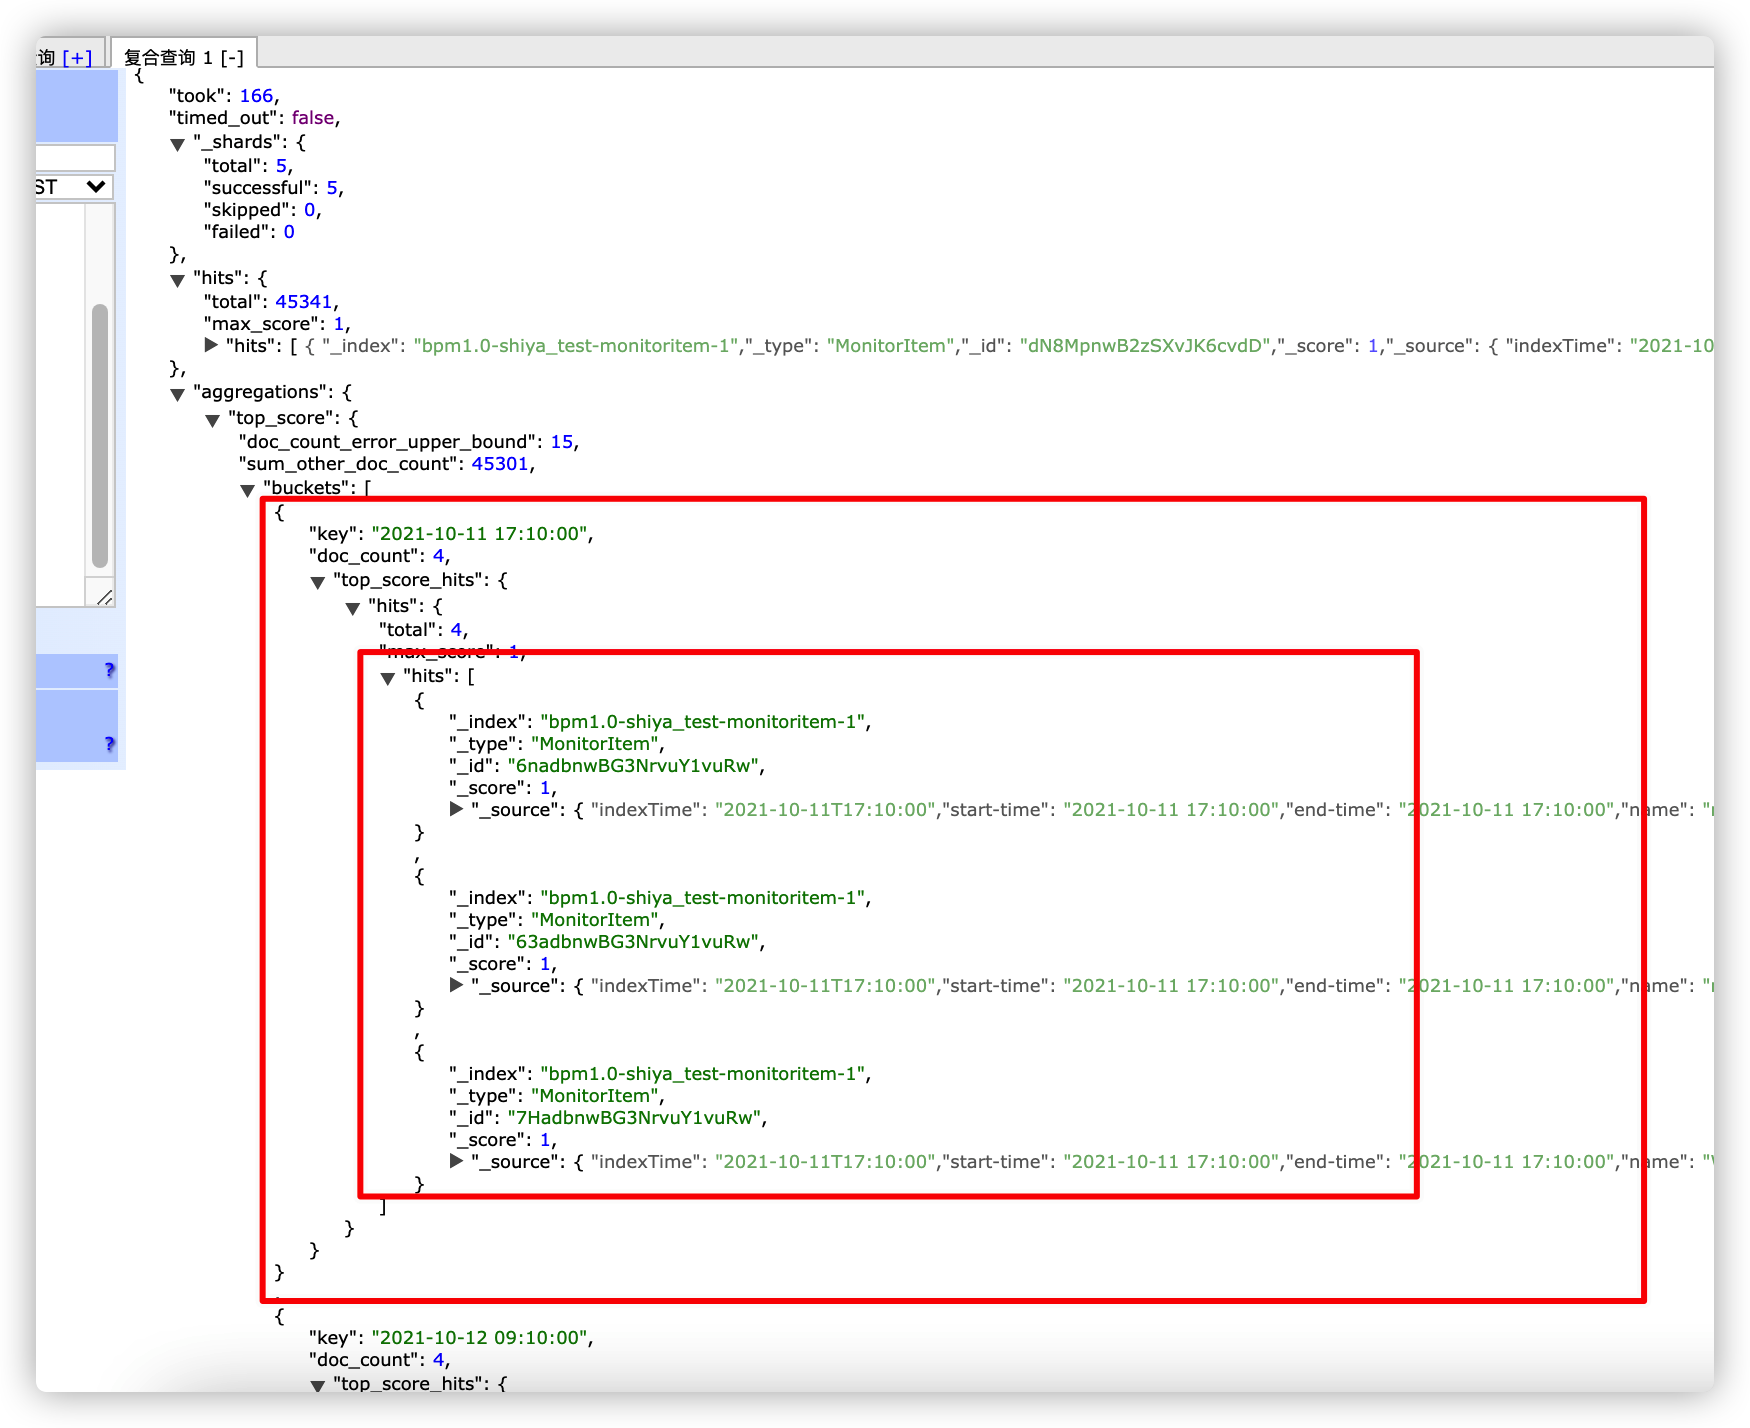 询 [+]
复合查询 1 [-]
ST
?
?
{
"took": 166,
"timed_out": false,
"_shards": {
"total": 5,
"successful": 5,
"skipped": 0,
"failed": 0
},
"hits": {
"total": 45341,
"max_score": 1,
"hits": [ { "_index": "bpm1.0-shiya_test-monitoritem-1","_type": "MonitorItem","_id": "dN8MpnwB2zSXvJK6cvdD","_score": 1,"_source": { "indexTime": "2021-10
},
"aggregations": {
"top_score": {
"doc_count_error_upper_bound": 15,
"sum_other_doc_count": 45301,
"buckets": [
{
"key": "2021-10-11 17:10:00",
"doc_count": 4,
"top_score_hits": {
"hits": {
"total": 4,
"max_score": 1,
"hits": [
{
"_index": "bpm1.0-shiya_test-monitoritem-1",
"_type": "MonitorItem",
"_id": "6nadbnwBG3NrvuY1vuRw",
"_score": 1,
"_source": { "indexTime": "2021-10-11T17:10:00","start-time": "2021-10-11 17:10:00","end-time": "2021-10-11 17:10:00","name": "
}
,
{
"_index": "bpm1.0-shiya_test-monitoritem-1",
"_type": "MonitorItem",
"_id": "63adbnwBG3NrvuY1vuRw",
"_score": 1,
"_source": { "indexTime": "2021-10-11T17:10:00","start-time": "2021-10-11 17:10:00","end-time": "2021-10-11 17:10:00","name": "
}
,
{
"_index": "bpm1.0-shiya_test-monitoritem-1",
"_type": "MonitorItem",
"_id": "7HadbnwBG3NrvuY1vuRw",
"_score": 1,
"_source": { "indexTime": "2021-10-11T17:10:00","start-time": "2021-10-11 17:10:00","end-time": "2021-10-11 17:10:00","name": "
}
]
}
}
}
,
{
"key": "2021-10-12 09:10:00",
"doc_count": 4,
"top_score_hits": {